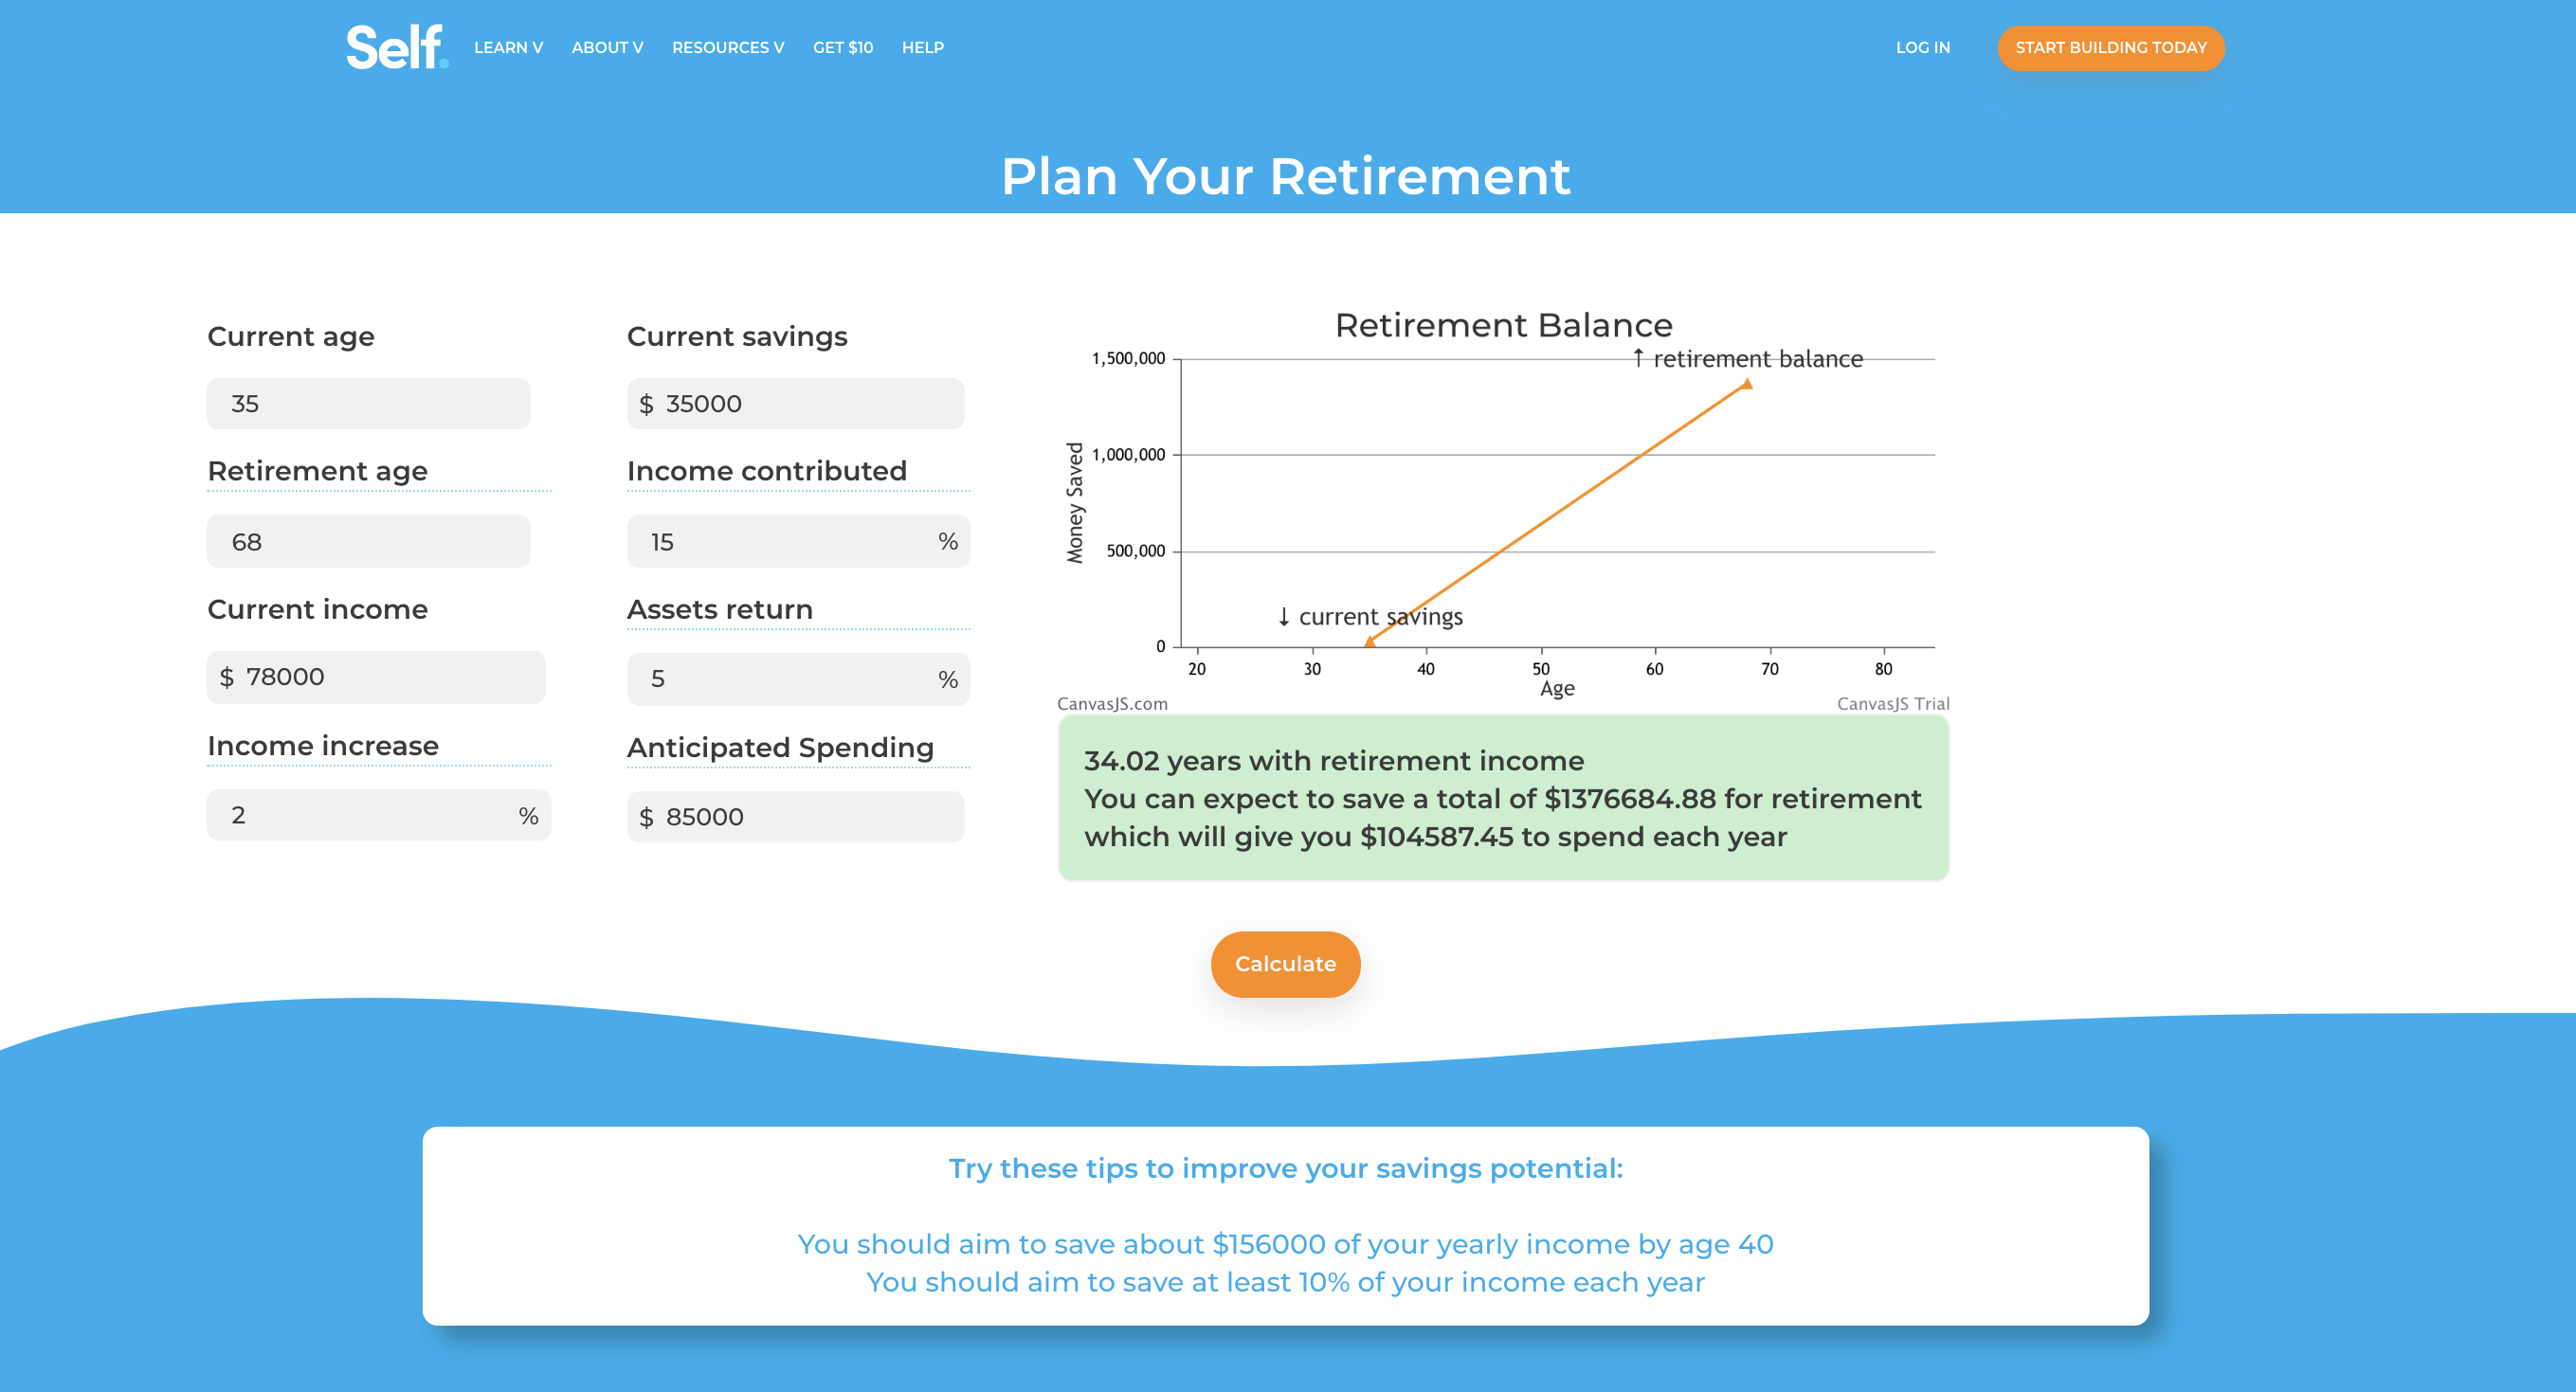 Self.
LEARN V
ABOUT V
RESOURCES V
GET $10
HELP
LOG IN
START BUILDING TODAY
Plan Your Retirement
Current age
35
Retirement age
68
Current income
$ 78000
Income increase
2 %
Current savings
$ 35000
Income contributed
15 %
Assets return
5 %
Anticipated Spending
$ 85000
Retirement Balance
↑ retirement balance
↓ current savings
Money Saved
1,500,000
1,000,000
500,000
0
20 30 40 50 60 70 80
Age
CanvasJS.com
CanvasJS Trial
34.02 years with retirement income
You can expect to save a total of $1376684.88 for retirement
which will give you $104587.45 to spend each year
Calculate
Try these tips to improve your savings potential:
You should aim to save about $156000 of your yearly income by age 40
You should aim to save at least 10% of your income each year